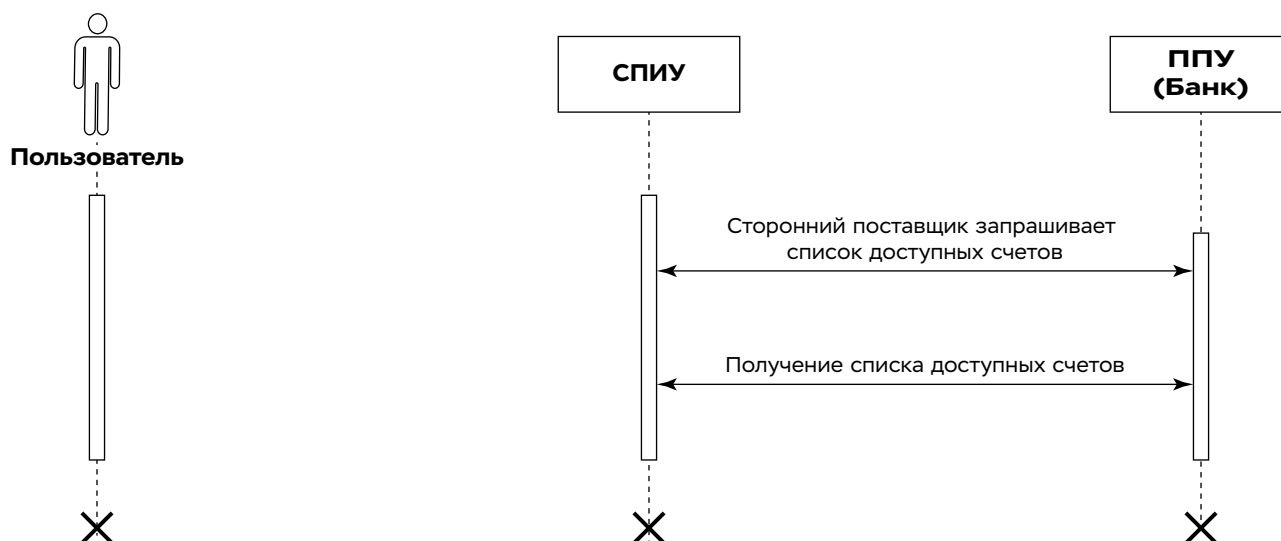 Пользователь
СПИУ
ППУ
(Банк)
Сторонний поставщик запрашивает
список доступных счетов
Получение списка доступных счетов